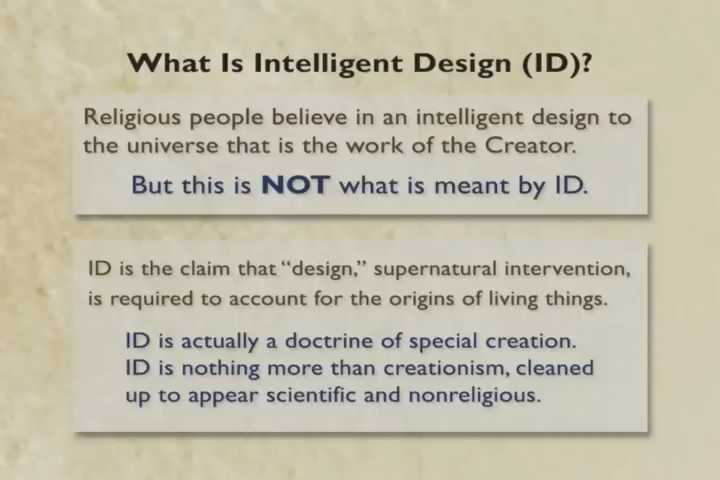 What Is Intelligent Design (ID)?
Religious people believe in an intelligent design to
the universe that is the work of the Creator.
But this is NOT what is meant by ID.
ID is the claim that “design,” supernatural intervention,
is required to account for the origins of living things.
ID is actually a doctrine of special creation.
ID is nothing more than creationism, cleaned
up to appear scientific and nonreligious.